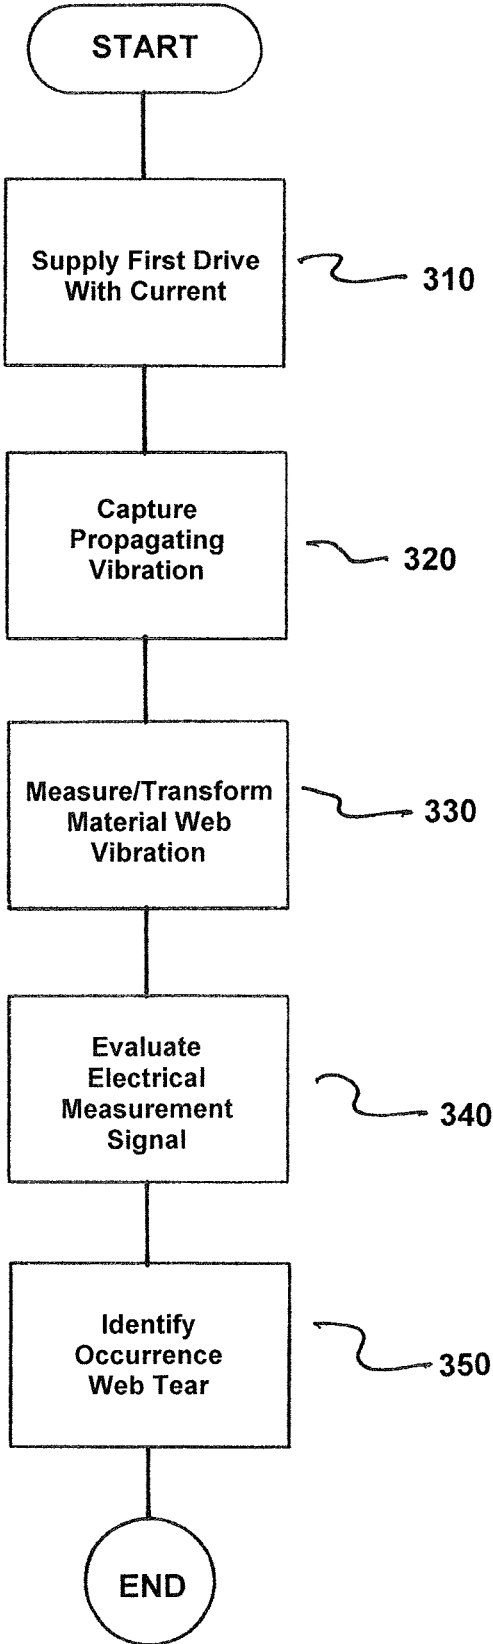 START
Supply First Drive
With Current
310
Capture
Propagating
Vibration
320
Measure/Transform
Material Web
Vibration
330
Evaluate
Electrical
Measurement
Signal
340
Identify
Occurrence
Web Tear
350
END